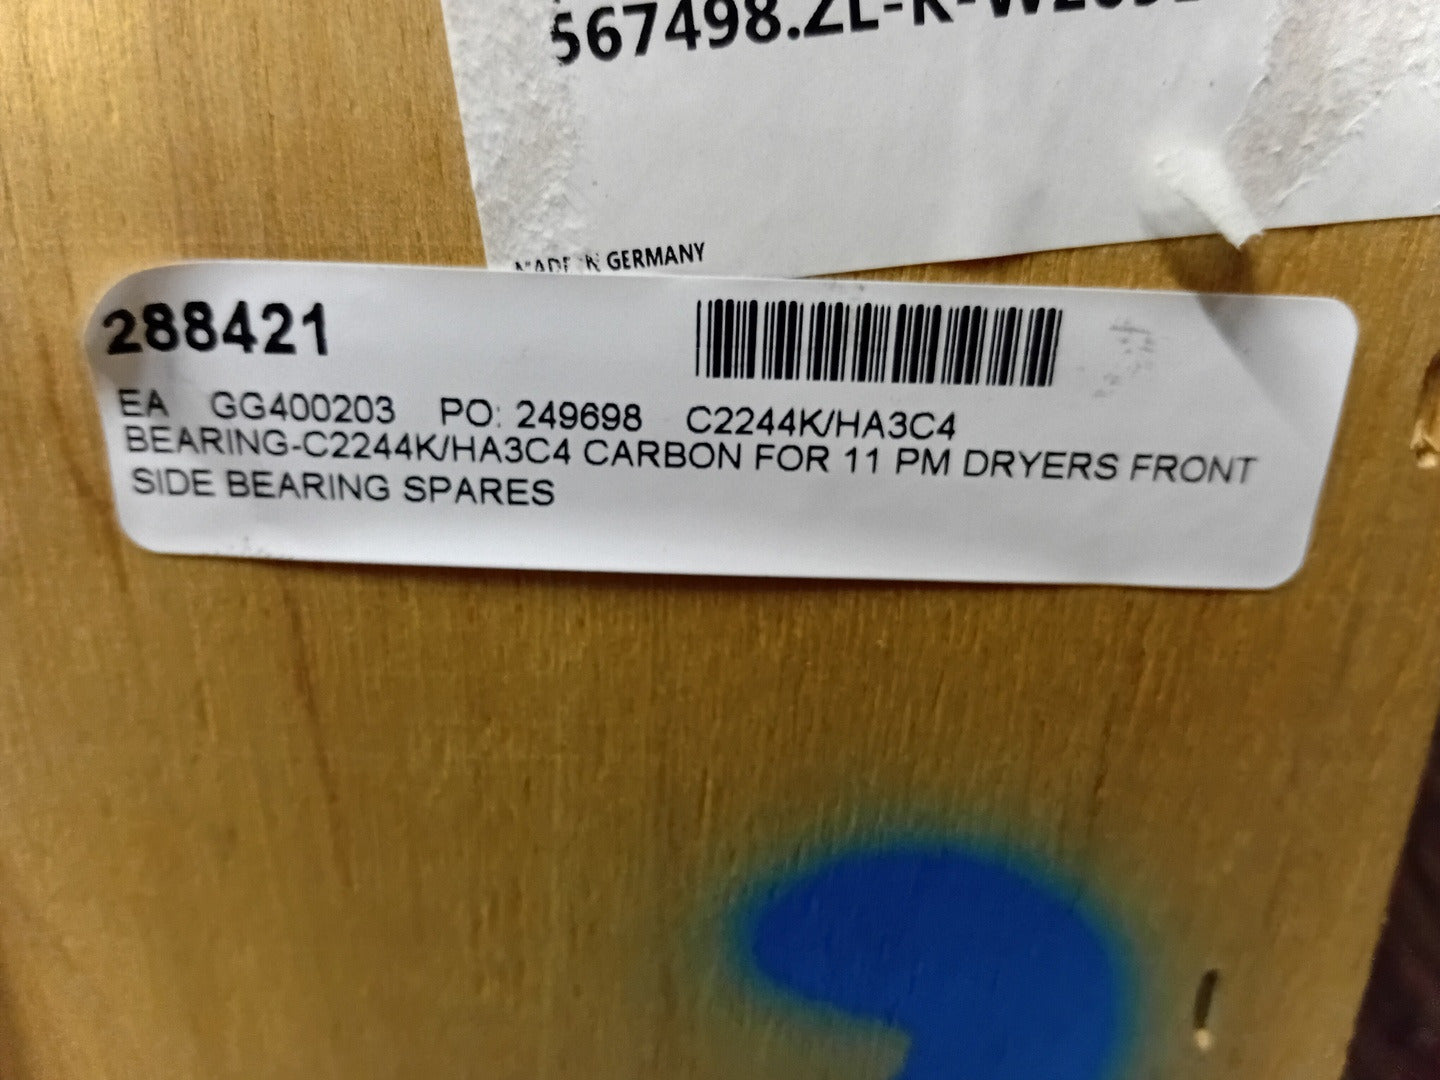 567498.ZL-K-
MADE IN GERMANY
288421
EA GG400203 PO: 249698 C2244K/HA3C4
BEARING-C2244K/HA3C4 CARBON FOR 11 PM DRYERS FRONT
SIDE BEARING SPARES